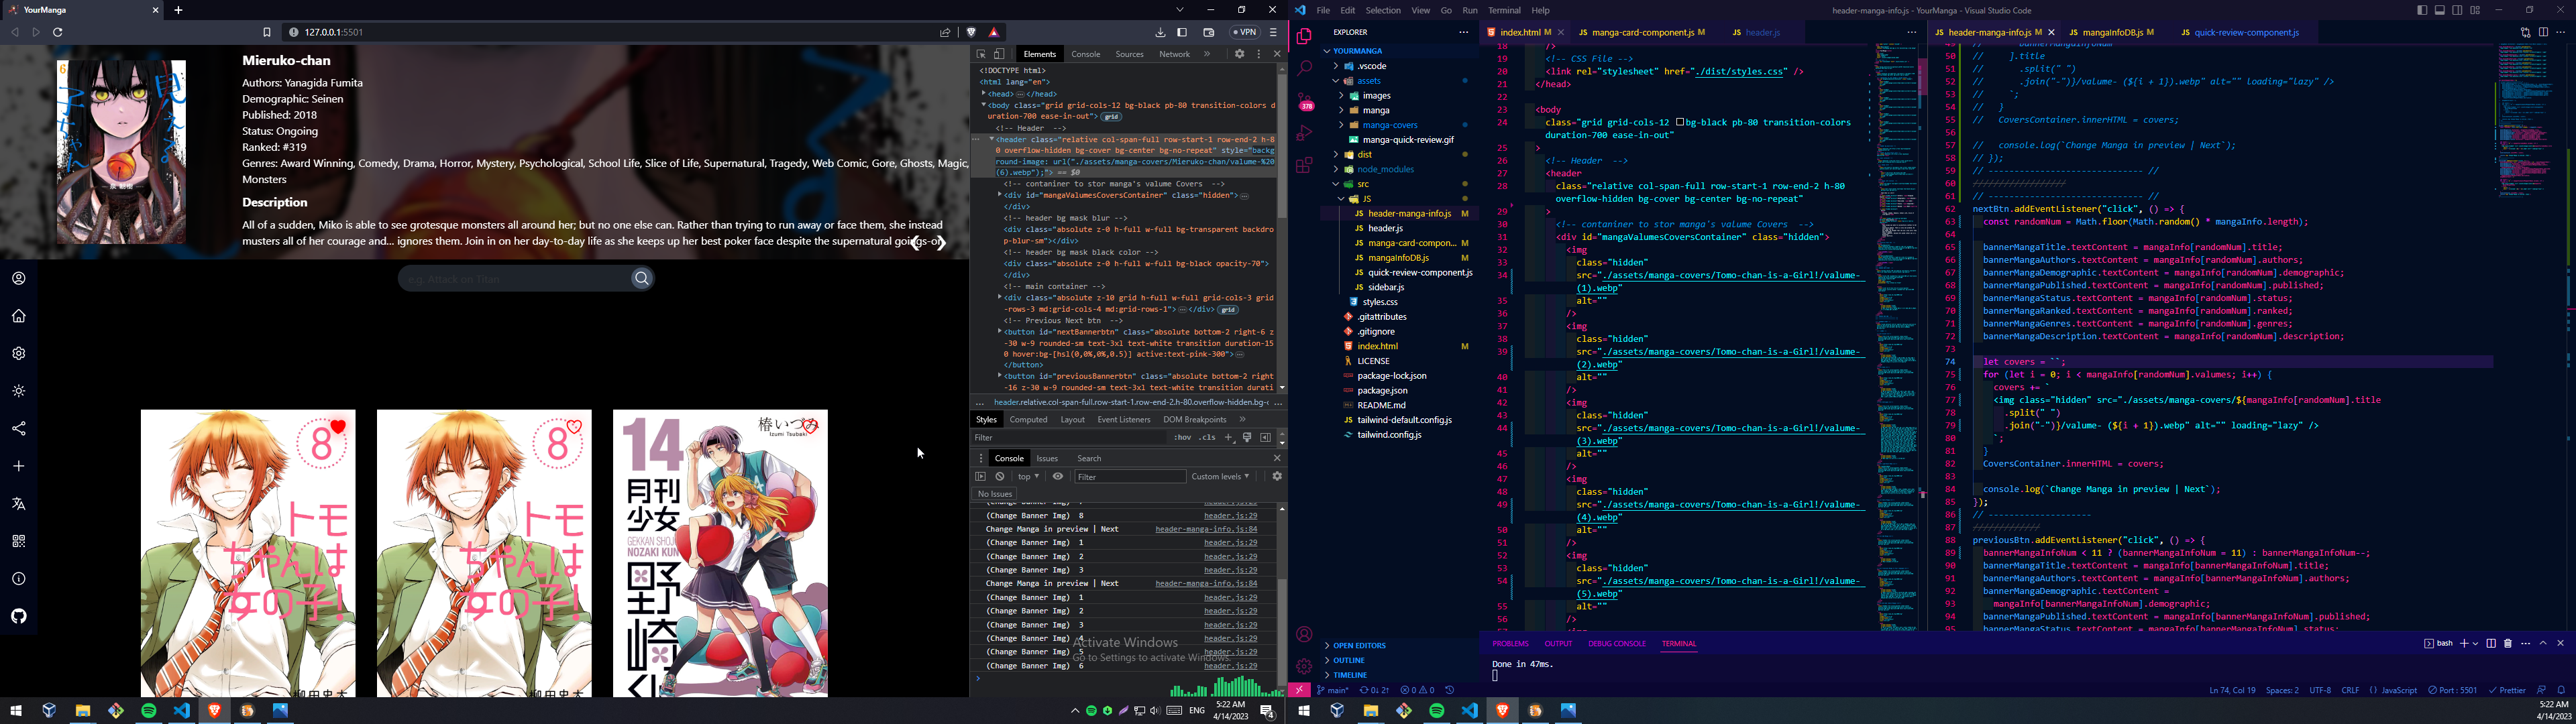 YourManga
127.0.0.1:5501
VPN
Mieruko-chan
Authors: Yanagida Fumita
Demographic: Seinen
Published: 2018
Status: Ongoing
Ranked: #319
Genres: Award Winning, Comedy, Drama, Horror, Mystery, Psychological, School Life, Slice of Life, Supernatural, Tragedy, Web Comic, Gore, Ghosts, Magic,
Monsters
Description
All of a sudden, Miko is able to see grotesque monsters all around her; but no one else can. Rather than trying to run away or face them, she instead
musters all of her courage and... ignores them. Join in on her day-to-day life as she keeps up her best poker face despite the supernatural goings-on
e.g. Attack on Titan
8
トモちゃんは女の子!
柳田史太
8
トモちゃんは女の子!
柳田史太
14
椿いづみ
Izumi Tsubaki
月刊少女
GEKKAN SHOJO
NOZAKI KUN
野崎くん
Elements
Console
Sources
Network
<!DOCTYPE html>
<html lang="en">
<head>…</head>
<body class="grid grid-cols-12 bg-black pb-80 transition-colors d
uration-700 ease-in-out"> grid
<!-- Header -->
<header class="relative col-span-full row-start-1 row-end-2 h-8
0 overflow-hidden bg-cover bg-center bg-no-repeat" style="backg
round-image: url("./assets/manga-covers/Mieruko-chan/valume-%20
(6).webp");"> == $0
<!-- container to stor manga's valume Covers -->
<div id="mangaValumesCoversContainer" class="hidden">…
</div>
<!-- header bg mask blur -->
<div class="absolute z-0 h-full w-full bg-transparent backdro
p-blur-sm"></div>
<!-- header bg mask black color -->
<div class="absolute z-0 h-full w-full bg-black opacity-70">
</div>
<!-- main container -->
<div class="absolute z-10 grid h-full w-full grid-cols-3 grid
-rows-3 md:grid-cols-4 md:grid-rows-1">…</div> grid
<!-- Previous Next btn -->
<button id="nextBannerbtn" class="absolute bottom-2 right-6 z
-30 w-9 rounded-sm text-3xl text-white transition duration-15
0 hover:bg-[hsl(0,0%,0%,0.5)] active:text-pink-300">…
</button>
<button id="previousBannerbtn" class="absolute bottom-2 right
-16 z-30 w-9 rounded-sm text-3xl text-white transition durati
header.relative.col-span-full.row-start-1.row-end-2.h-80.overflow-hidden.bg-c
Styles
Computed
Layout
Event Listeners
DOM Breakpoints
Filter
:hov .cls
Console
Issues
Search
top
Filter
Custom levels
No Issues
(Change Banner Img) 8 header.js:29
Change Manga in preview | Next header-manga-info.js:84
(Change Banner Img) 1 header.js:29
(Change Banner Img) 2 header.js:29
(Change Banner Img) 3 header.js:29
Change Manga in preview | Next header-manga-info.js:84
(Change Banner Img) 1 header.js:29
(Change Banner Img) 2 header.js:29
(Change Banner Img) 3 header.js:29
(Change Banner Img) 4 header.js:29
(Change Banner Img) 5 header.js:29
(Change Banner Img) 6 header.js:29
Activate Windows
Go to Settings to activate Windows.
ENG
5:22 AM
4/14/2023
File Edit Selection View Go Run Terminal Help
header-manga-info.js - YourManga - Visual Studio Code
EXPLORER
YOURMANGA
.vscode
assets
images
manga
manga-covers
manga-quick-review.gif
dist
node_modules
src
JS
header-manga-info.js M
header.js
manga-card-compon... M
mangaInfoDB.js M
quick-review-component.js
sidebar.js
styles.css
.gitattributes
.gitignore
index.html M
LICENSE
package-lock.json
package.json
README.md
tailwind-default.config.js
tailwind.config.js
OPEN EDITORS
OUTLINE
TIMELINE
378
index.html M
manga-card-component.js M
header.js
18 />
19 <!-- CSS File -->
20 <link rel="stylesheet" href="./dist/styles.css" />
21 </head>
22
23 <body
24 class="grid grid-cols-12 bg-black pb-80 transition-colors
duration-700 ease-in-out"
25 >
26 <!-- Header -->
27 <header
28 class="relative col-span-full row-start-1 row-end-2 h-80
overflow-hidden bg-cover bg-center bg-no-repeat"
29 >
30 <!-- container to stor manga's valume Covers -->
31 <div id="mangaValumesCoversContainer" class="hidden">
32 <img
33 class="hidden"
34 src="./assets/manga-covers/Tomo-chan-is-a-Girl!/valume-
(1).webp"
35 alt=""
36 />
37 <img
38 class="hidden"
39 src="./assets/manga-covers/Tomo-chan-is-a-Girl!/valume-
(2).webp"
40 alt=""
41 />
42 <img
43 class="hidden"
44 src="./assets/manga-covers/Tomo-chan-is-a-Girl!/valume-
(3).webp"
45 alt=""
46 />
47 <img
48 class="hidden"
49 src="./assets/manga-covers/Tomo-chan-is-a-Girl!/valume-
(4).webp"
50 alt=""
51 />
52 <img
53 class="hidden"
54 src="./assets/manga-covers/Tomo-chan-is-a-Girl!/valume-
(5).webp"
55 alt=""
56 />
header-manga-info.js M
mangaInfoDB.js M
quick-review-component.js
49 // bannerMangaInfoNum
50 // ].title
51 // .split(" ")
52 // .join("-")}/valume- (${i + 1}).webp" alt="" loading="lazy" />
53 // `;
54 // }
55 // CoversContainer.innerHTML = covers;
56
57 // console.log(`Change Manga in preview | Next`);
58 // });
59 // ------------------------------ //
60 //////////////////
61 // ------------------------------ //
62 nextBtn.addEventListener("click", () => {
63 const randomNum = Math.floor(Math.random() * mangaInfo.length);
64
65 bannerMangaTitle.textContent = mangaInfo[randomNum].title;
66 bannerMangaAuthors.textContent = mangaInfo[randomNum].authors;
67 bannerMangaDemographic.textContent = mangaInfo[randomNum].demographic;
68 bannerMangaPublished.textContent = mangaInfo[randomNum].published;
69 bannerMangaStatus.textContent = mangaInfo[randomNum].status;
70 bannerMangaRanked.textContent = mangaInfo[randomNum].ranked;
71 bannerMangaGenres.textContent = mangaInfo[randomNum].genres;
72 bannerMangaDescription.textContent = mangaInfo[randomNum].description;
73
74 let covers = ``;
75 for (let i = 0; i < mangaInfo[randomNum].valumes; i++) {
76 covers += `
77 <img class="hidden" src="./assets/manga-covers/${mangaInfo[randomNum].title
78 .split(" ")
79 .join("-")}/valume- (${i + 1}).webp" alt="" loading="lazy" />
80 `;
81 }
82 CoversContainer.innerHTML = covers;
83
84 console.log(`Change Manga in preview | Next`);
85 });
86 // --------------------
87 /////////////
88 previousBtn.addEventListener("click", () => {
89 bannerMangaInfoNum < 11 ? (bannerMangaInfoNum = 11) : bannerMangaInfoNum--;
90 bannerMangaTitle.textContent = mangaInfo[bannerMangaInfoNum].title;
91 bannerMangaAuthors.textContent = mangaInfo[bannerMangaInfoNum].authors;
92 bannerMangaDemographic.textContent =
93 mangaInfo[bannerMangaInfoNum].demographic;
94 bannerMangaPublished.textContent = mangaInfo[bannerMangaInfoNum].published;
95 bannerMangaStatus.textContent = mangaInfo[bannerMangaInfoNum].status;
PROBLEMS
OUTPUT
DEBUG CONSOLE
TERMINAL
bash
Done in 47ms.
main*
0↓ 2↑
0 0
Ln 74, Col 19
Spaces: 2
UTF-8
CRLF
JavaScript
Port : 5501
Prettier
5:22 AM
4/14/2023